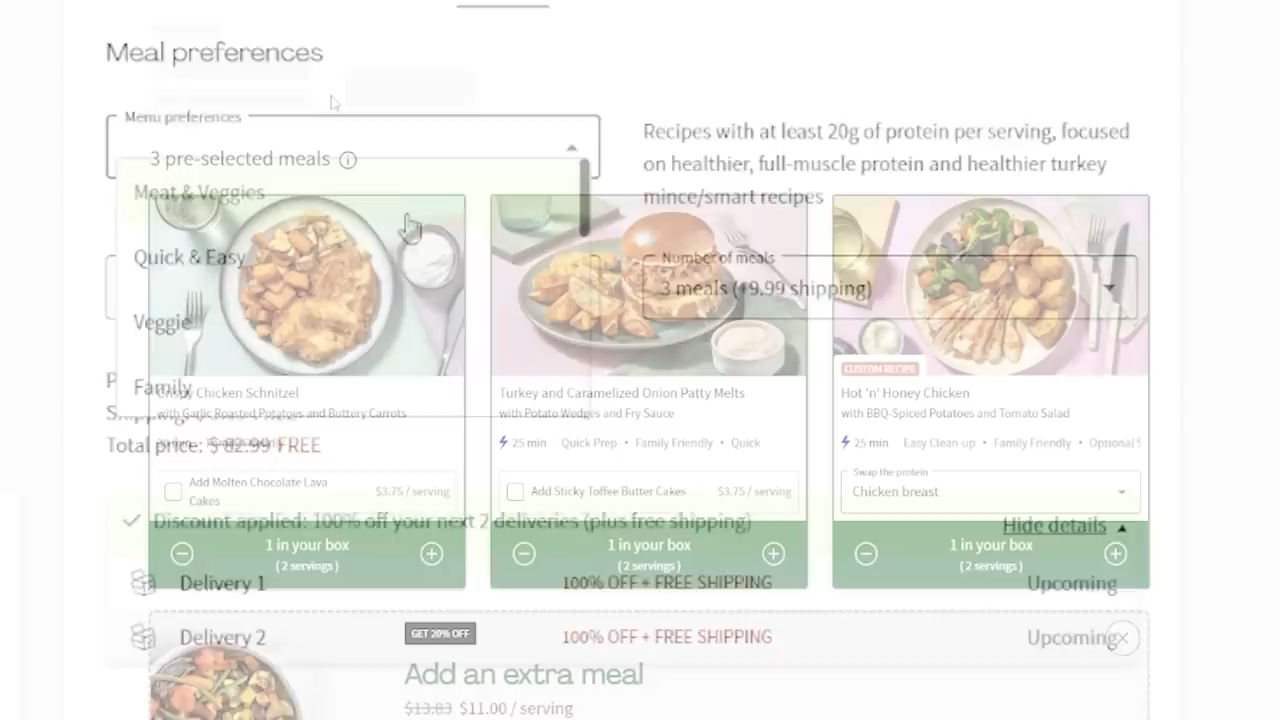 Meal preferences
Menu preferences
3 pre-selected meals
Meat & Veggies
Quick & Easy
Veggie
Family
Recipes with at least 20g of protein per serving, focused
on healthier, full-muscle protein and healthier turkey
mince/smart recipes
Number of meals
3 meals (+9.99 shipping)
Total price: $ 82.99 FREE
Crispy Chicken Schnitzel
with Garlic Roasted Potatoes and Buttery Carrots
Add Molten Chocolate Lava
Cakes
$3.75 / serving
1 in your box
( 2 servings )
Turkey and Caramelized Onion Patty Melts
with Potato Wedges and Fry Sauce
25 min Quick Prep • Family Friendly • Quick
Add Sticky Toffee Butter Cakes
$3.75 / serving
1 in your box
( 2 servings )
CUSTOM RECIPE
Hot 'n' Honey Chicken
with BBQ-Spiced Potatoes and Tomato Salad
25 min Easy Clean-up • Family Friendly •
Swap the protein
Chicken breast
1 in your box
( 2 servings )
Discount applied: 100% off your next 2 deliveries (plus free shipping)
Hide details
Delivery 1 100% OFF + FREE SHIPPING Upcoming
Delivery 2 100% OFF + FREE SHIPPING Upcoming
GET 20% OFF
Add an extra meal
$13.83 $11.00 / serving